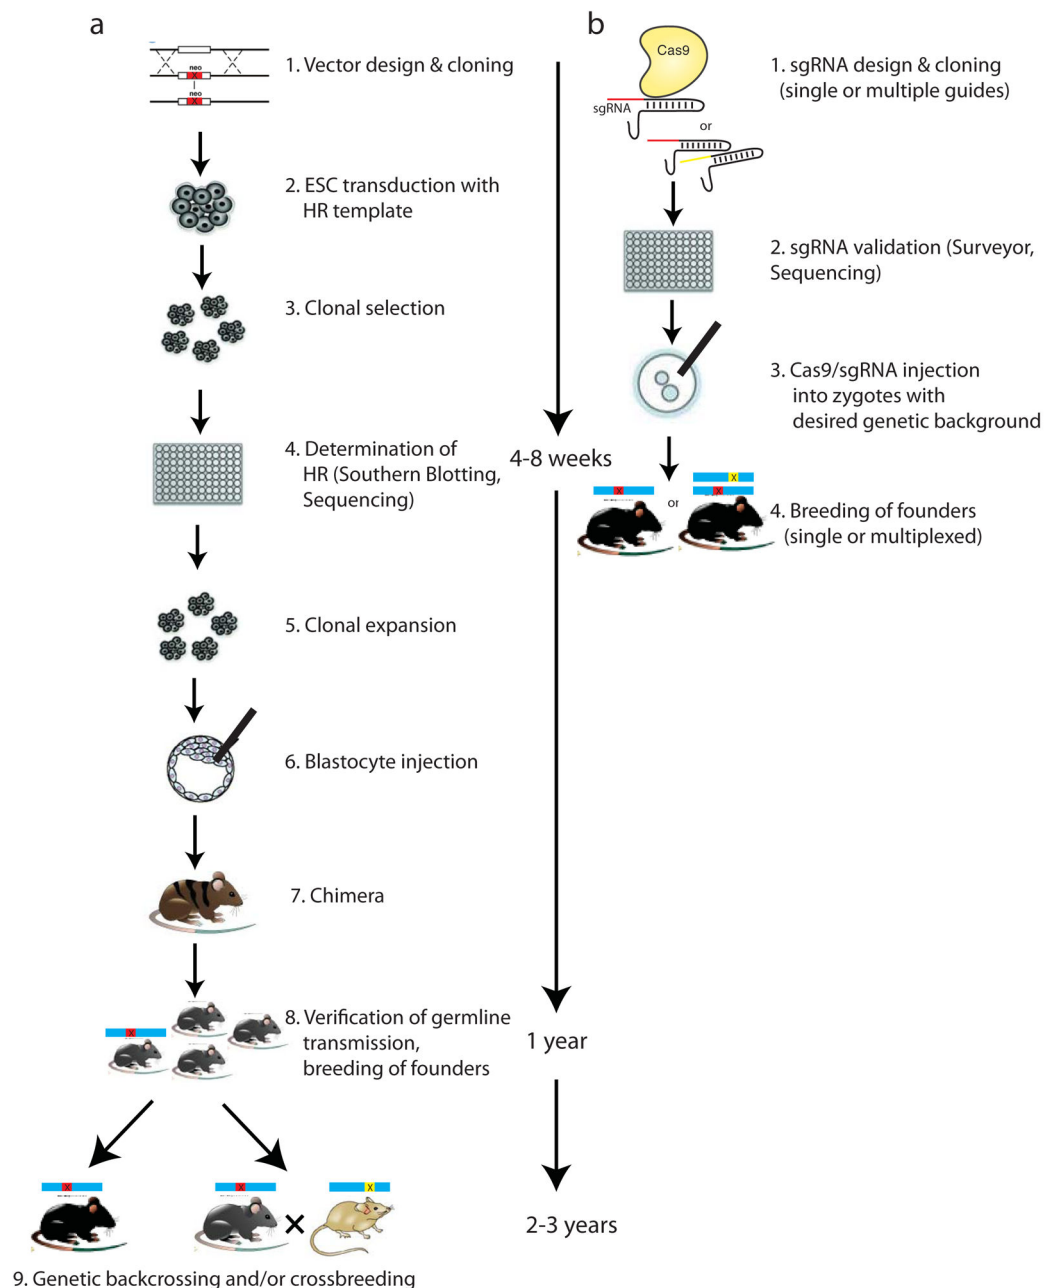 a
neo
X
neo
X
1. Vector design & cloning
2. ESC transduction with
HR template
3. Clonal selection
4. Determination of
HR (Southern Blotting,
Sequencing)
5. Clonal expansion
6. Blastocyte injection
7. Chimera
X
8. Verification of germline
transmission,
breeding of founders
X
X
X
X
9. Genetic backcrossing and/or crossbreeding
4-8 weeks
1 year
2-3 years
b
Cas9
sgRNA
or
1. sgRNA design & cloning
(single or multiple guides)
2. sgRNA validation (Surveyor,
Sequencing)
3. Cas9/sgRNA injection
into zygotes with
desired genetic background
X
or
X
X
4. Breeding of founders
(single or multiplexed)